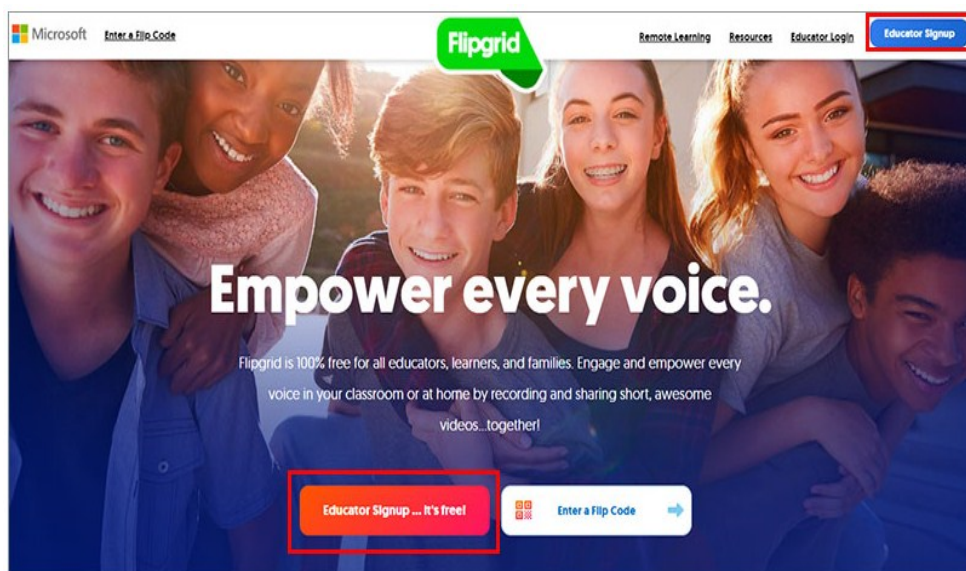 Microsoft Enter a Flip Code Flipgrid Remote Learning Resources Educator Login Educator Signup
Empower every voice.
Flipgrid is 100% free for all educators, learners, and families. Engage and empower every
voice in your classroom or at home by recording and sharing short, awesome
videos...together!
Educator Signup ... It's free! Enter a Flip Code